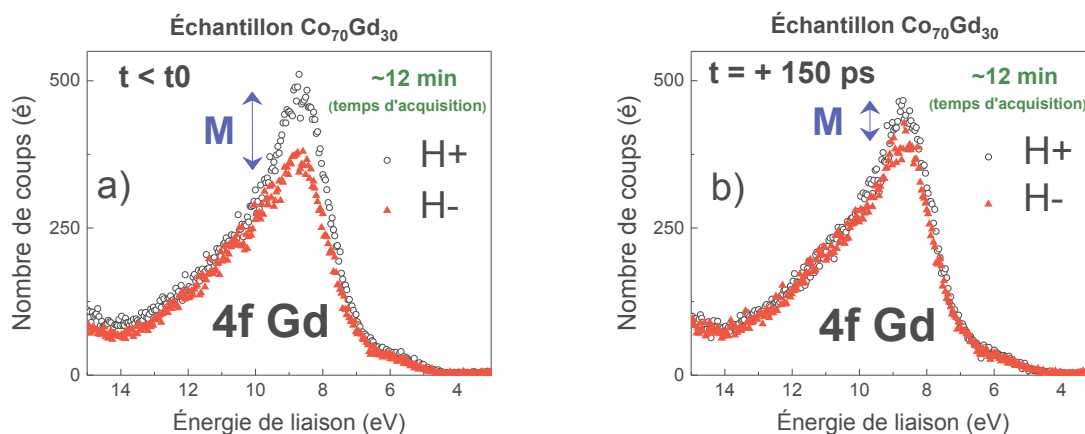 Échantillon Co₇₀Gd₃₀
t < t0
~12 min
(temps d'acquisition)
M
H+
H-
a)
4f Gd
500
250
0
14
12
10
8
6
4
Nombre de coups (é)
Énergie de liaison (eV)
Échantillon Co₇₀Gd₃₀
t = + 150 ps
~12 min
(temps d'acquisition)
M
H+
H-
b)
4f Gd
500
250
0
14
12
10
8
6
4
Nombre de coups (é)
Énergie de liaison (eV)